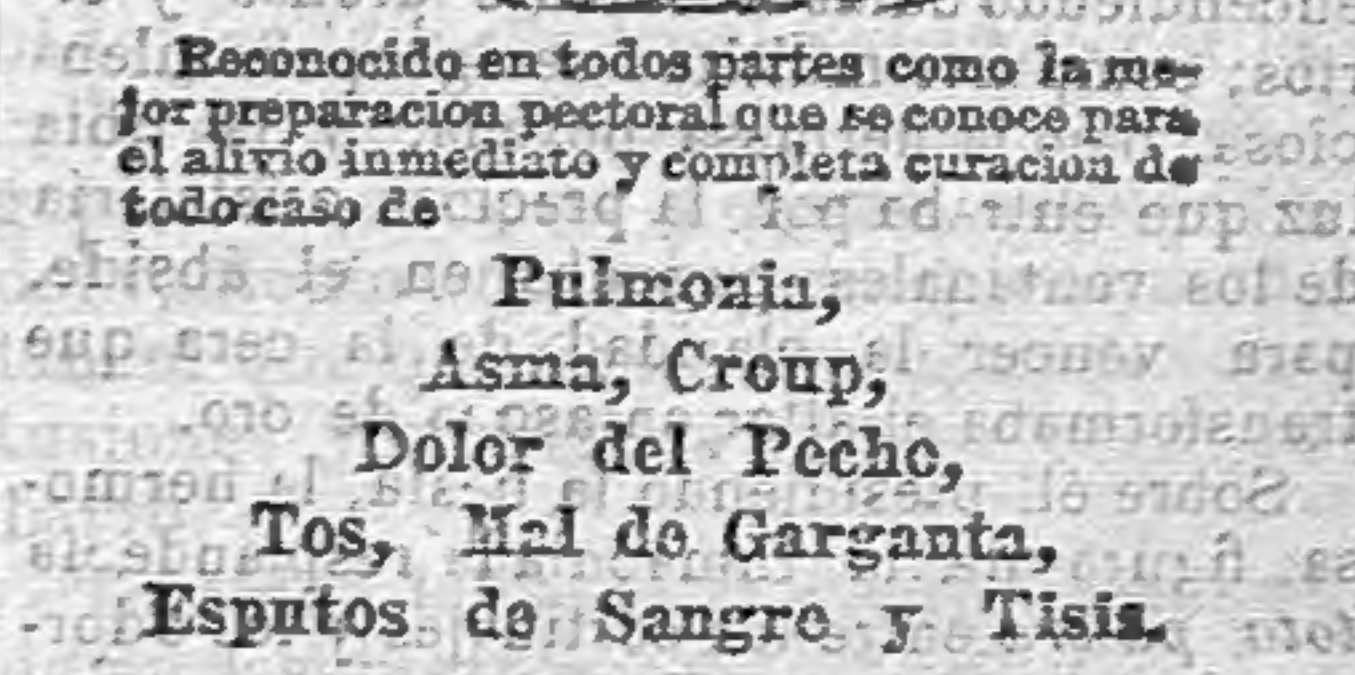 Reconocido en todos partes como la me-
jor preparacion pectoral que se conoce para
el alivio inmediato y completa curacion de
todo caso de
Pulmonia,
Asma, Croup,
Dolor del Pecho,
Tos, Mal de Garganta,
Esputos de Sangre y Tisis.